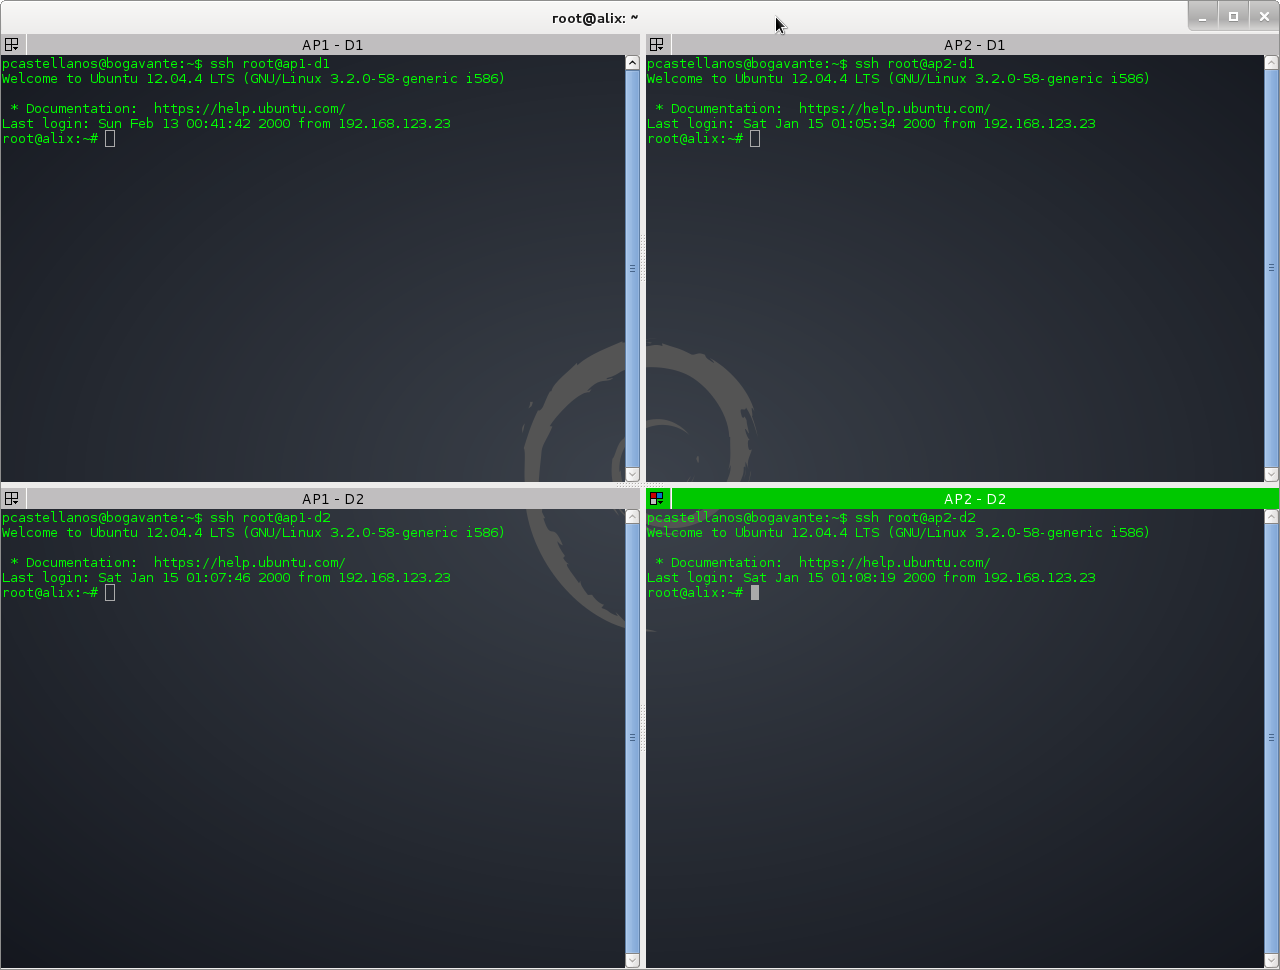 root@alix: ~
AP1 - D1
pcastellanos@bogavante:~$ ssh root@ap1-d1
Welcome to Ubuntu 12.04.4 LTS (GNU/Linux 3.2.0-58-generic i586)
 * Documentation:  https://help.ubuntu.com/
Last login: Sun Feb 13 00:41:42 2000 from 192.168.123.23
root@alix:~#
AP2 - D1
pcastellanos@bogavante:~$ ssh root@ap2-d1
Welcome to Ubuntu 12.04.4 LTS (GNU/Linux 3.2.0-58-generic i586)
 * Documentation:  https://help.ubuntu.com/
Last login: Sat Jan 15 01:05:34 2000 from 192.168.123.23
root@alix:~#
AP1 - D2
pcastellanos@bogavante:~$ ssh root@ap1-d2
Welcome to Ubuntu 12.04.4 LTS (GNU/Linux 3.2.0-58-generic i586)
 * Documentation:  https://help.ubuntu.com/
Last login: Sat Jan 15 01:07:46 2000 from 192.168.123.23
root@alix:~#
AP2 - D2
pcastellanos@bogavante:~$ ssh root@ap2-d2
Welcome to Ubuntu 12.04.4 LTS (GNU/Linux 3.2.0-58-generic i586)
 * Documentation:  https://help.ubuntu.com/
Last login: Sat Jan 15 01:08:19 2000 from 192.168.123.23
root@alix:~#